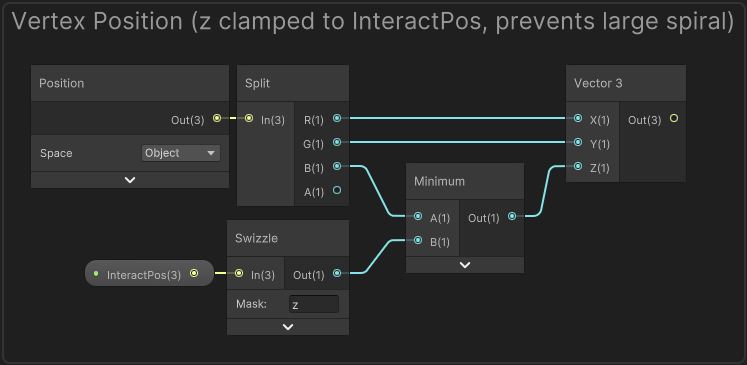 Vertex Position (z clamped to InteractPos, prevents large spiral)
Position
Out(3)
Space
Object
Split
In(3)
R(1)
G(1)
B(1)
A(1)
Vector 3
X(1)
Out(3)
Y(1)
Z(1)
Minimum
A(1)
Out(1)
B(1)
Swizzle
InteractPos(3)
In(3)
Out(1)
Mask:
z